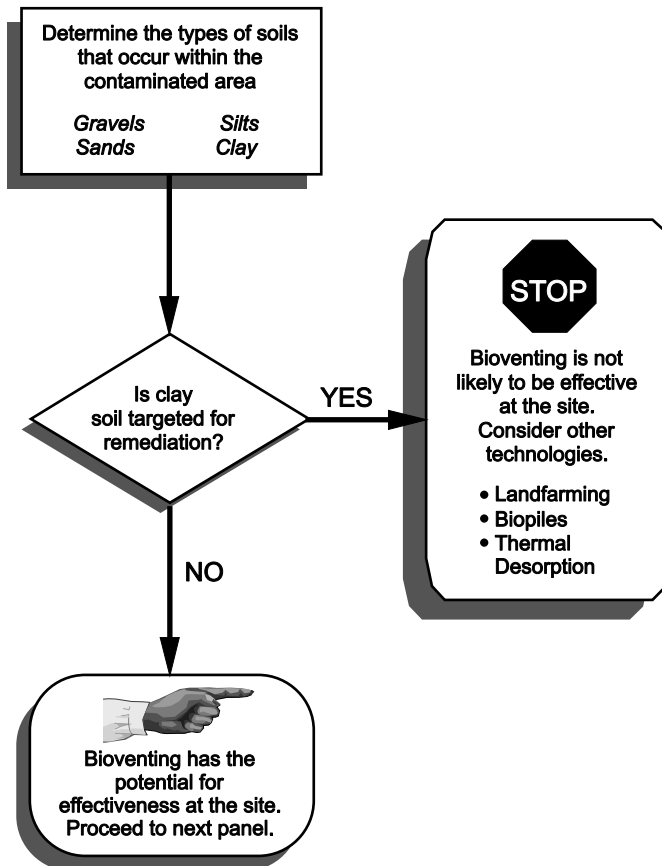 Determine the types of soils
that occur within the
contaminated area
Gravels Silts
Sands Clay
Is clay
soil targeted for
remediation?
YES
STOP
Bioventing is not
likely to be effective
at the site.
Consider other
technologies.
• Landfarming
• Biopiles
• Thermal
Desorption
NO
Bioventing has the
potential for
effectiveness at the site.
Proceed to next panel.